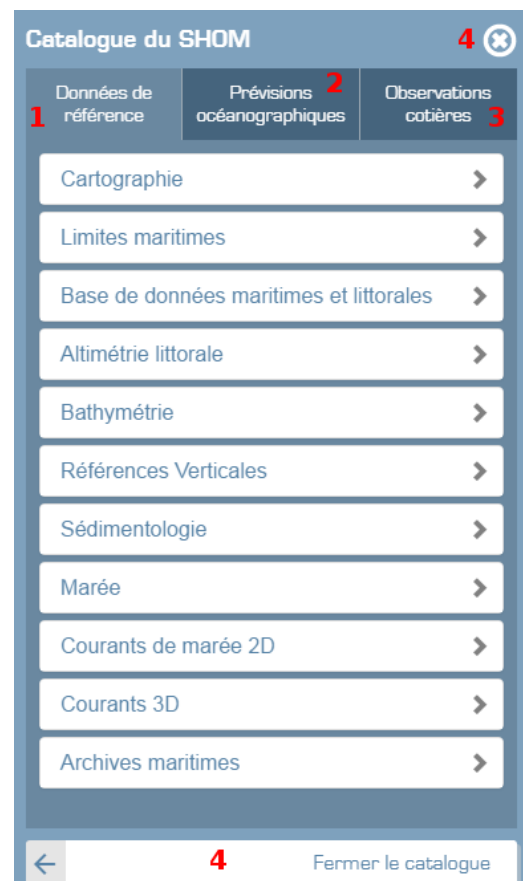 Catalogue du SHOM 4
Données de référence 1
Prévisions océanographiques 2
Observations cotières 3
Cartographie
Limites maritimes
Base de données maritimes et littorales
Altimétrie littorale
Bathymétrie
Références Verticales
Sédimentologie
Marée
Courants de marée 2D
Courants 3D
Archives maritimes
4 Fermer le catalogue